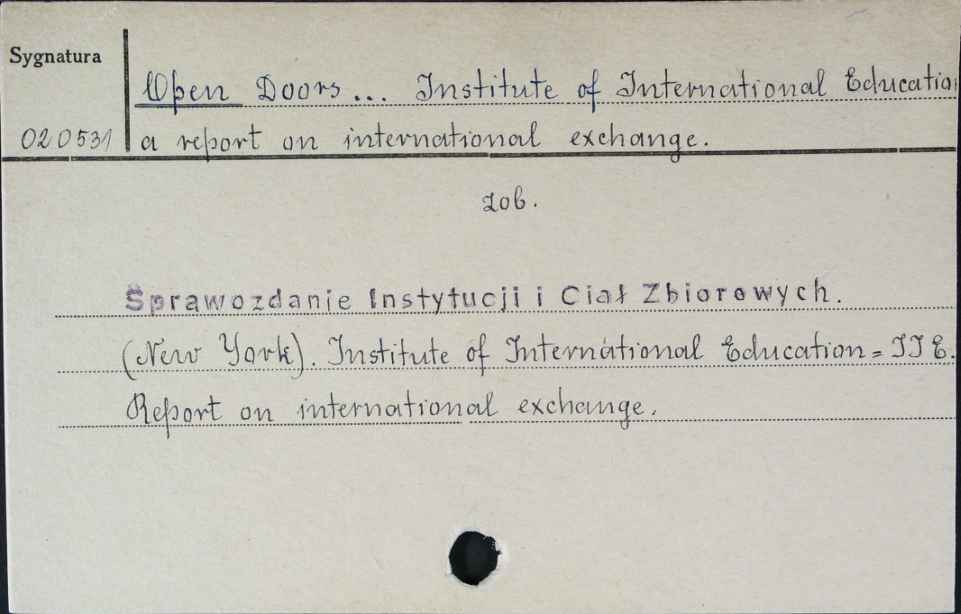 Sygnatura
Open Doors... Institute of International Education
020531 a report on international exchange.
zob.
Sprawozdanie Instytucji i Ciał Zbiorowych.
(New York). Institute of International Education = IIE.
Report on international exchange.